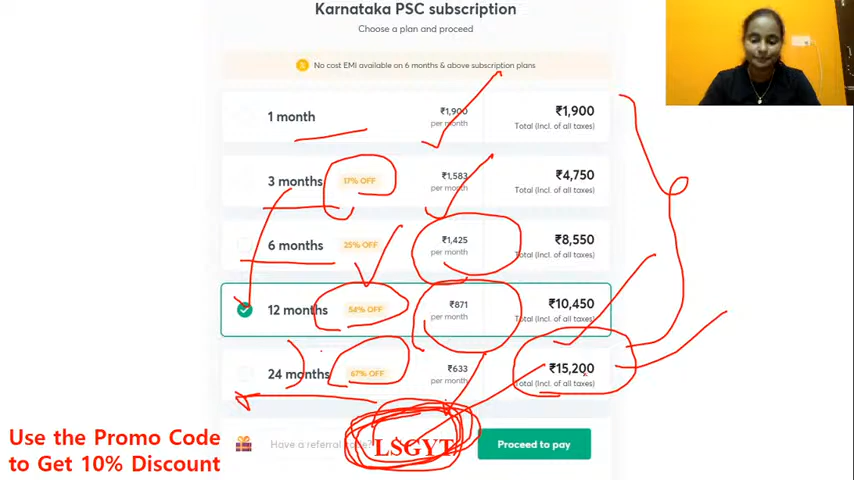 Karnataka PSC subscription
Choose a plan and proceed
No cost EMI available on 6 months & above subscription plans
1 month ₹1,900 ₹1,900
per month Total (Incl. of all taxes)
3 months 17% OFF ₹1,583 ₹4,750
per month Total (Incl. of all taxes)
6 months 25% OFF ₹1,425 ₹8,550
per month Total (Incl. of all taxes)
12 months 54% OFF ₹871 ₹10,450
per month Total (Incl. of all taxes)
24 months 67% OFF ₹633 ₹15,200
per month Total (Incl. of all taxes)
Use the Promo Code
to Get 10% Discount
Have a referral code?
LSGYT
Proceed to pay